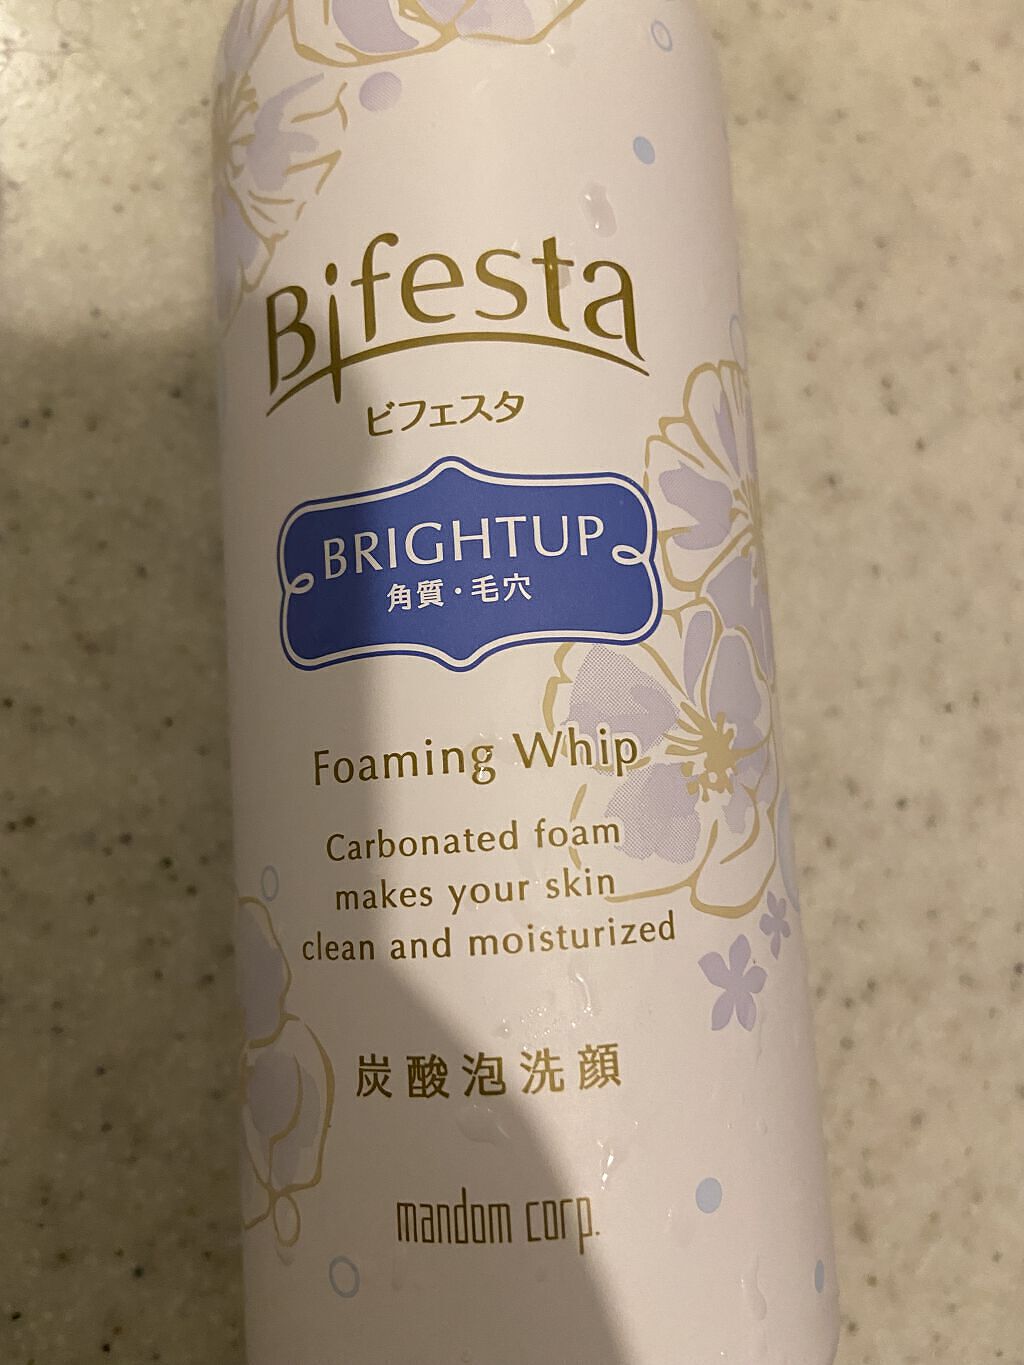 Bifesta
ビフェスタ
BRIGHTUP
角質・毛穴
Foaming Whip
Carbonated foam
makes your skin
clean and moisturized
炭酸泡洗顔
mandom corp.